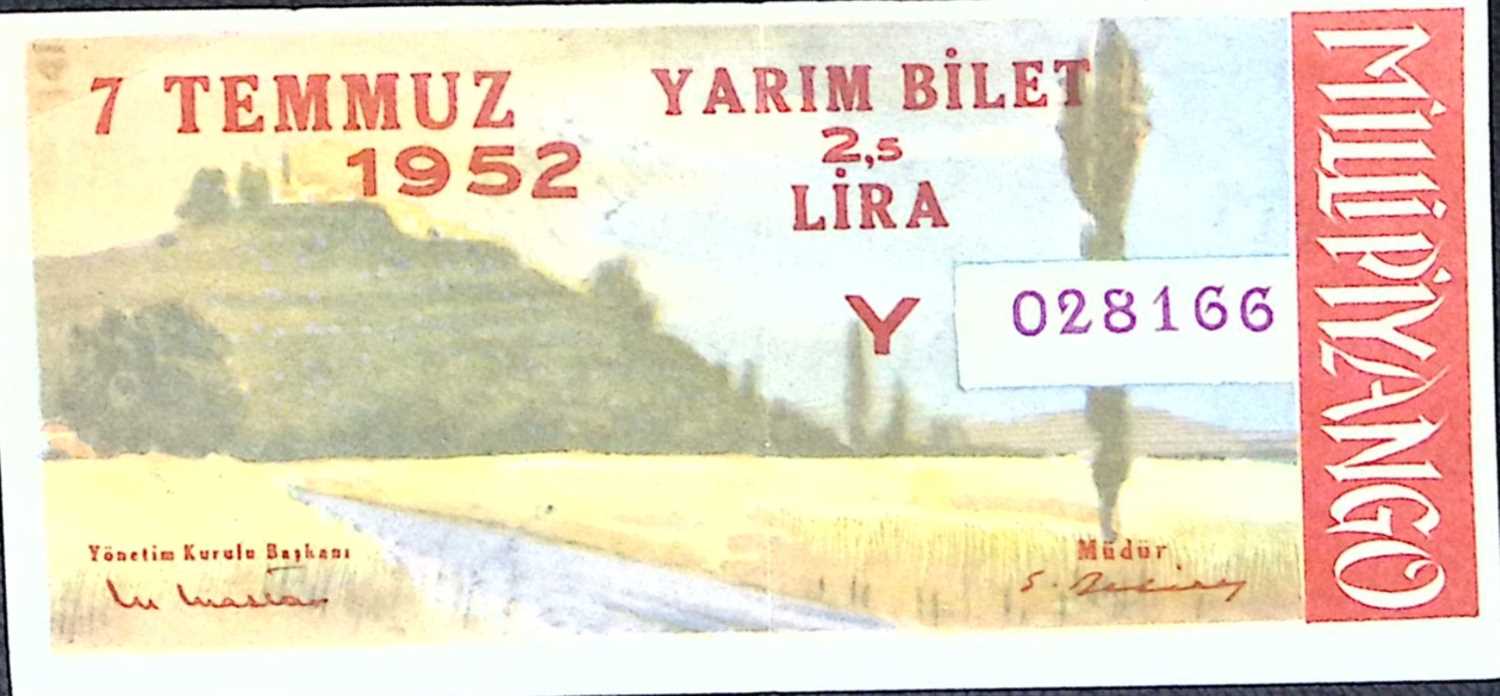 7 TEMMUZ
1952
YARIM BİLET
2,5
LİRA
Y 028166
MİLLİ PİYANGO
Yönetim Kurulu Başkanı
Müdür